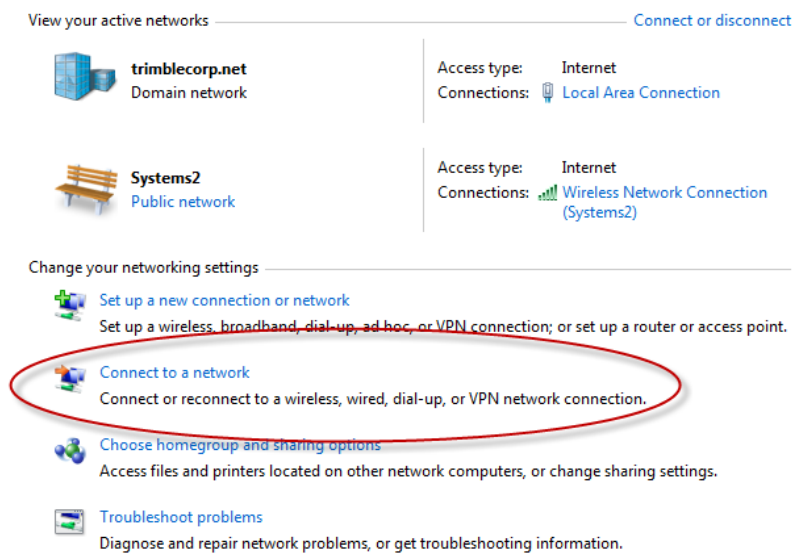 View your active networks
Connect or disconnect
trimblecorp.net
Domain network
Access type: Internet
Connections: Local Area Connection
Systems2
Public network
Access type: Internet
Connections: Wireless Network Connection
(Systems2)
Change your networking settings
Set up a new connection or network
Set up a wireless, broadband, dial-up, ad hoc, or VPN connection; or set up a router or access point.
Connect to a network
Connect or reconnect to a wireless, wired, dial-up, or VPN network connection.
Choose homegroup and sharing options
Access files and printers located on other network computers, or change sharing settings.
Troubleshoot problems
Diagnose and repair network problems, or get troubleshooting information.